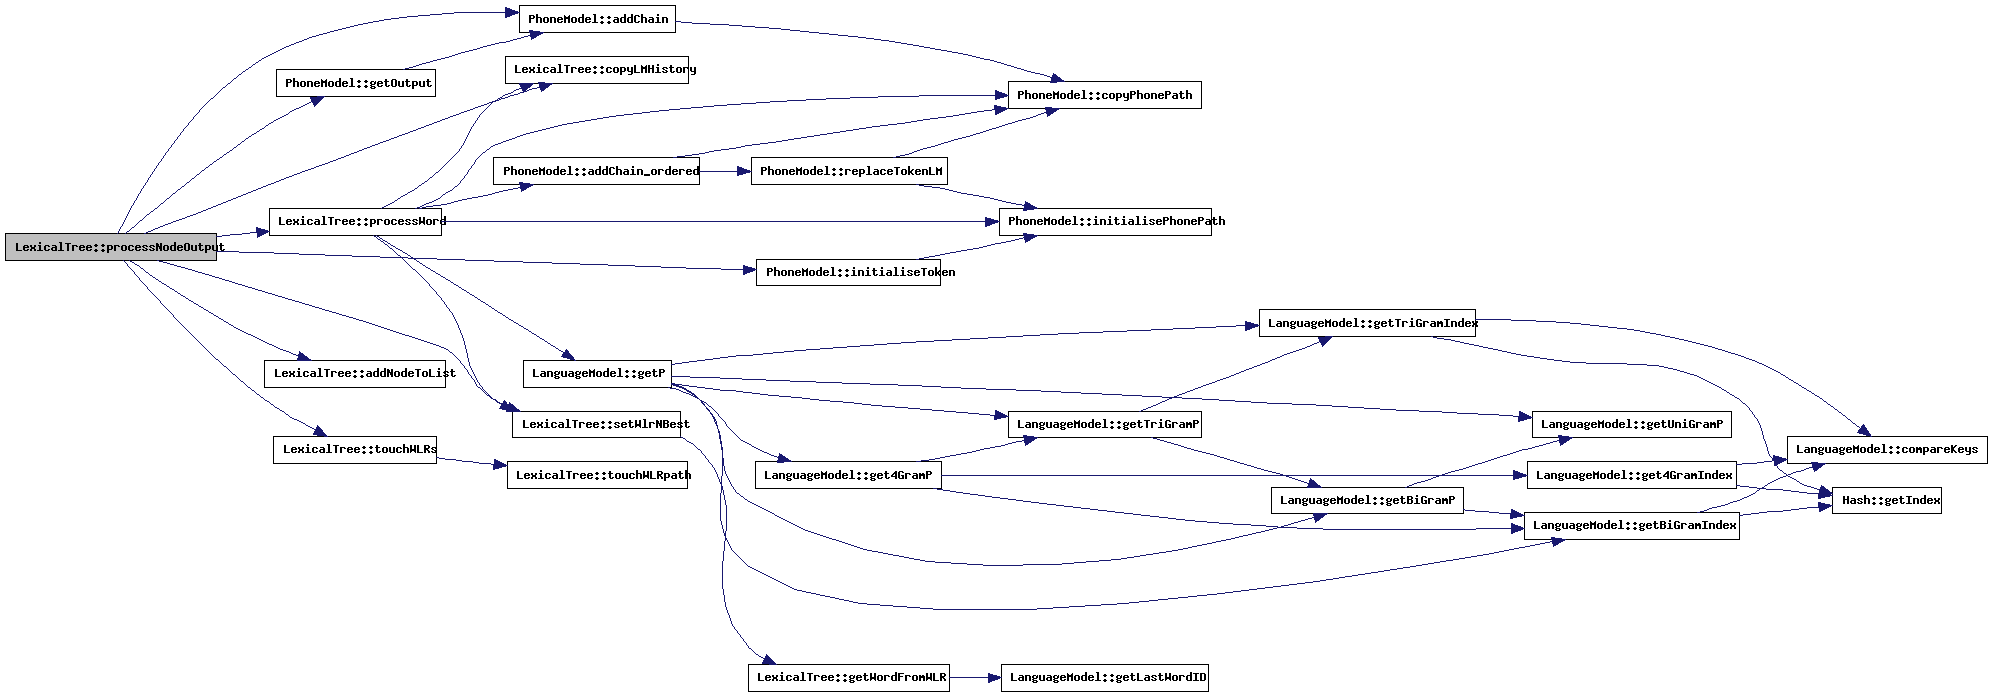 PhoneModel::addChain
LexicalTree::copyLMHistory
PhoneModel::getOutput
PhoneModel::copyPhonePath
PhoneModel::addChain_ordered
PhoneModel::replaceTokenLM
LexicalTree::processWord
PhoneModel::initialisePhonePath
LexicalTree::processNodeOutput
PhoneModel::initialiseToken
LanguageModel::getTriGramIndex
LexicalTree::addNodeToList
LanguageModel::getP
LexicalTree::setWlrNBest
LanguageModel::getTriGramP
LanguageModel::getUniGramP
LexicalTree::touchWLRs
LanguageModel::compareKeys
LexicalTree::touchWLRpath
LanguageModel::get4GramP
LanguageModel::get4GramIndex
LanguageModel::getBiGramP
Hash::getIndex
LanguageModel::getBiGramIndex
LexicalTree::getWordFromWLR
LanguageModel::getLastWordID